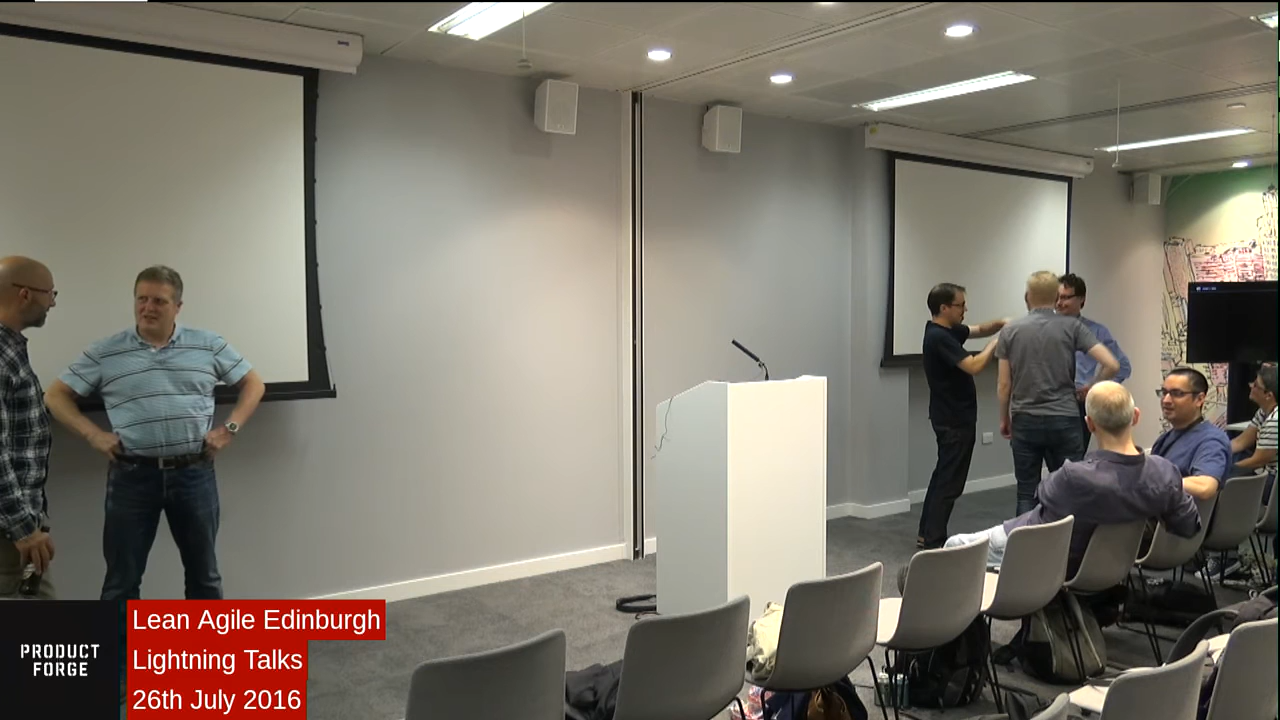 PRODUCT
FORGE
Lean Agile Edinburgh
Lightning Talks
26th July 2016